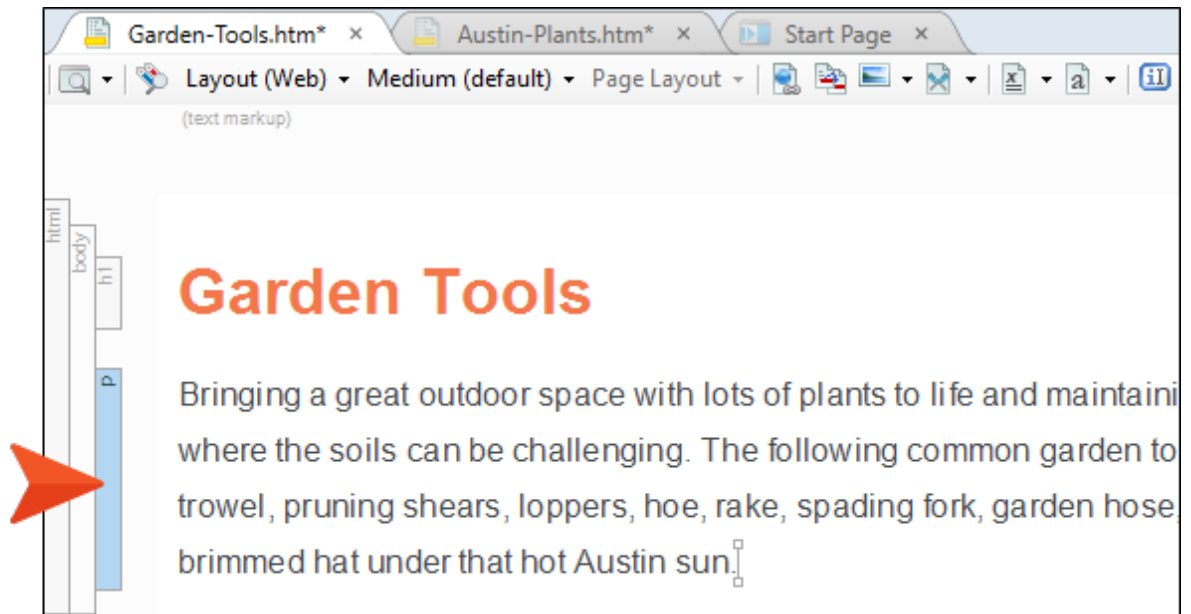 Garden-Tools.htm* × Austin-Plants.htm* × Start Page ×
Layout (Web) Medium (default) Page Layout
(text markup)
html
body
h1
Garden Tools
p
Bringing a great outdoor space with lots of plants to life and maintaini
where the soils can be challenging. The following common garden to
trowel, pruning shears, loppers, hoe, rake, spading fork, garden hose,
brimmed hat under that hot Austin sun.